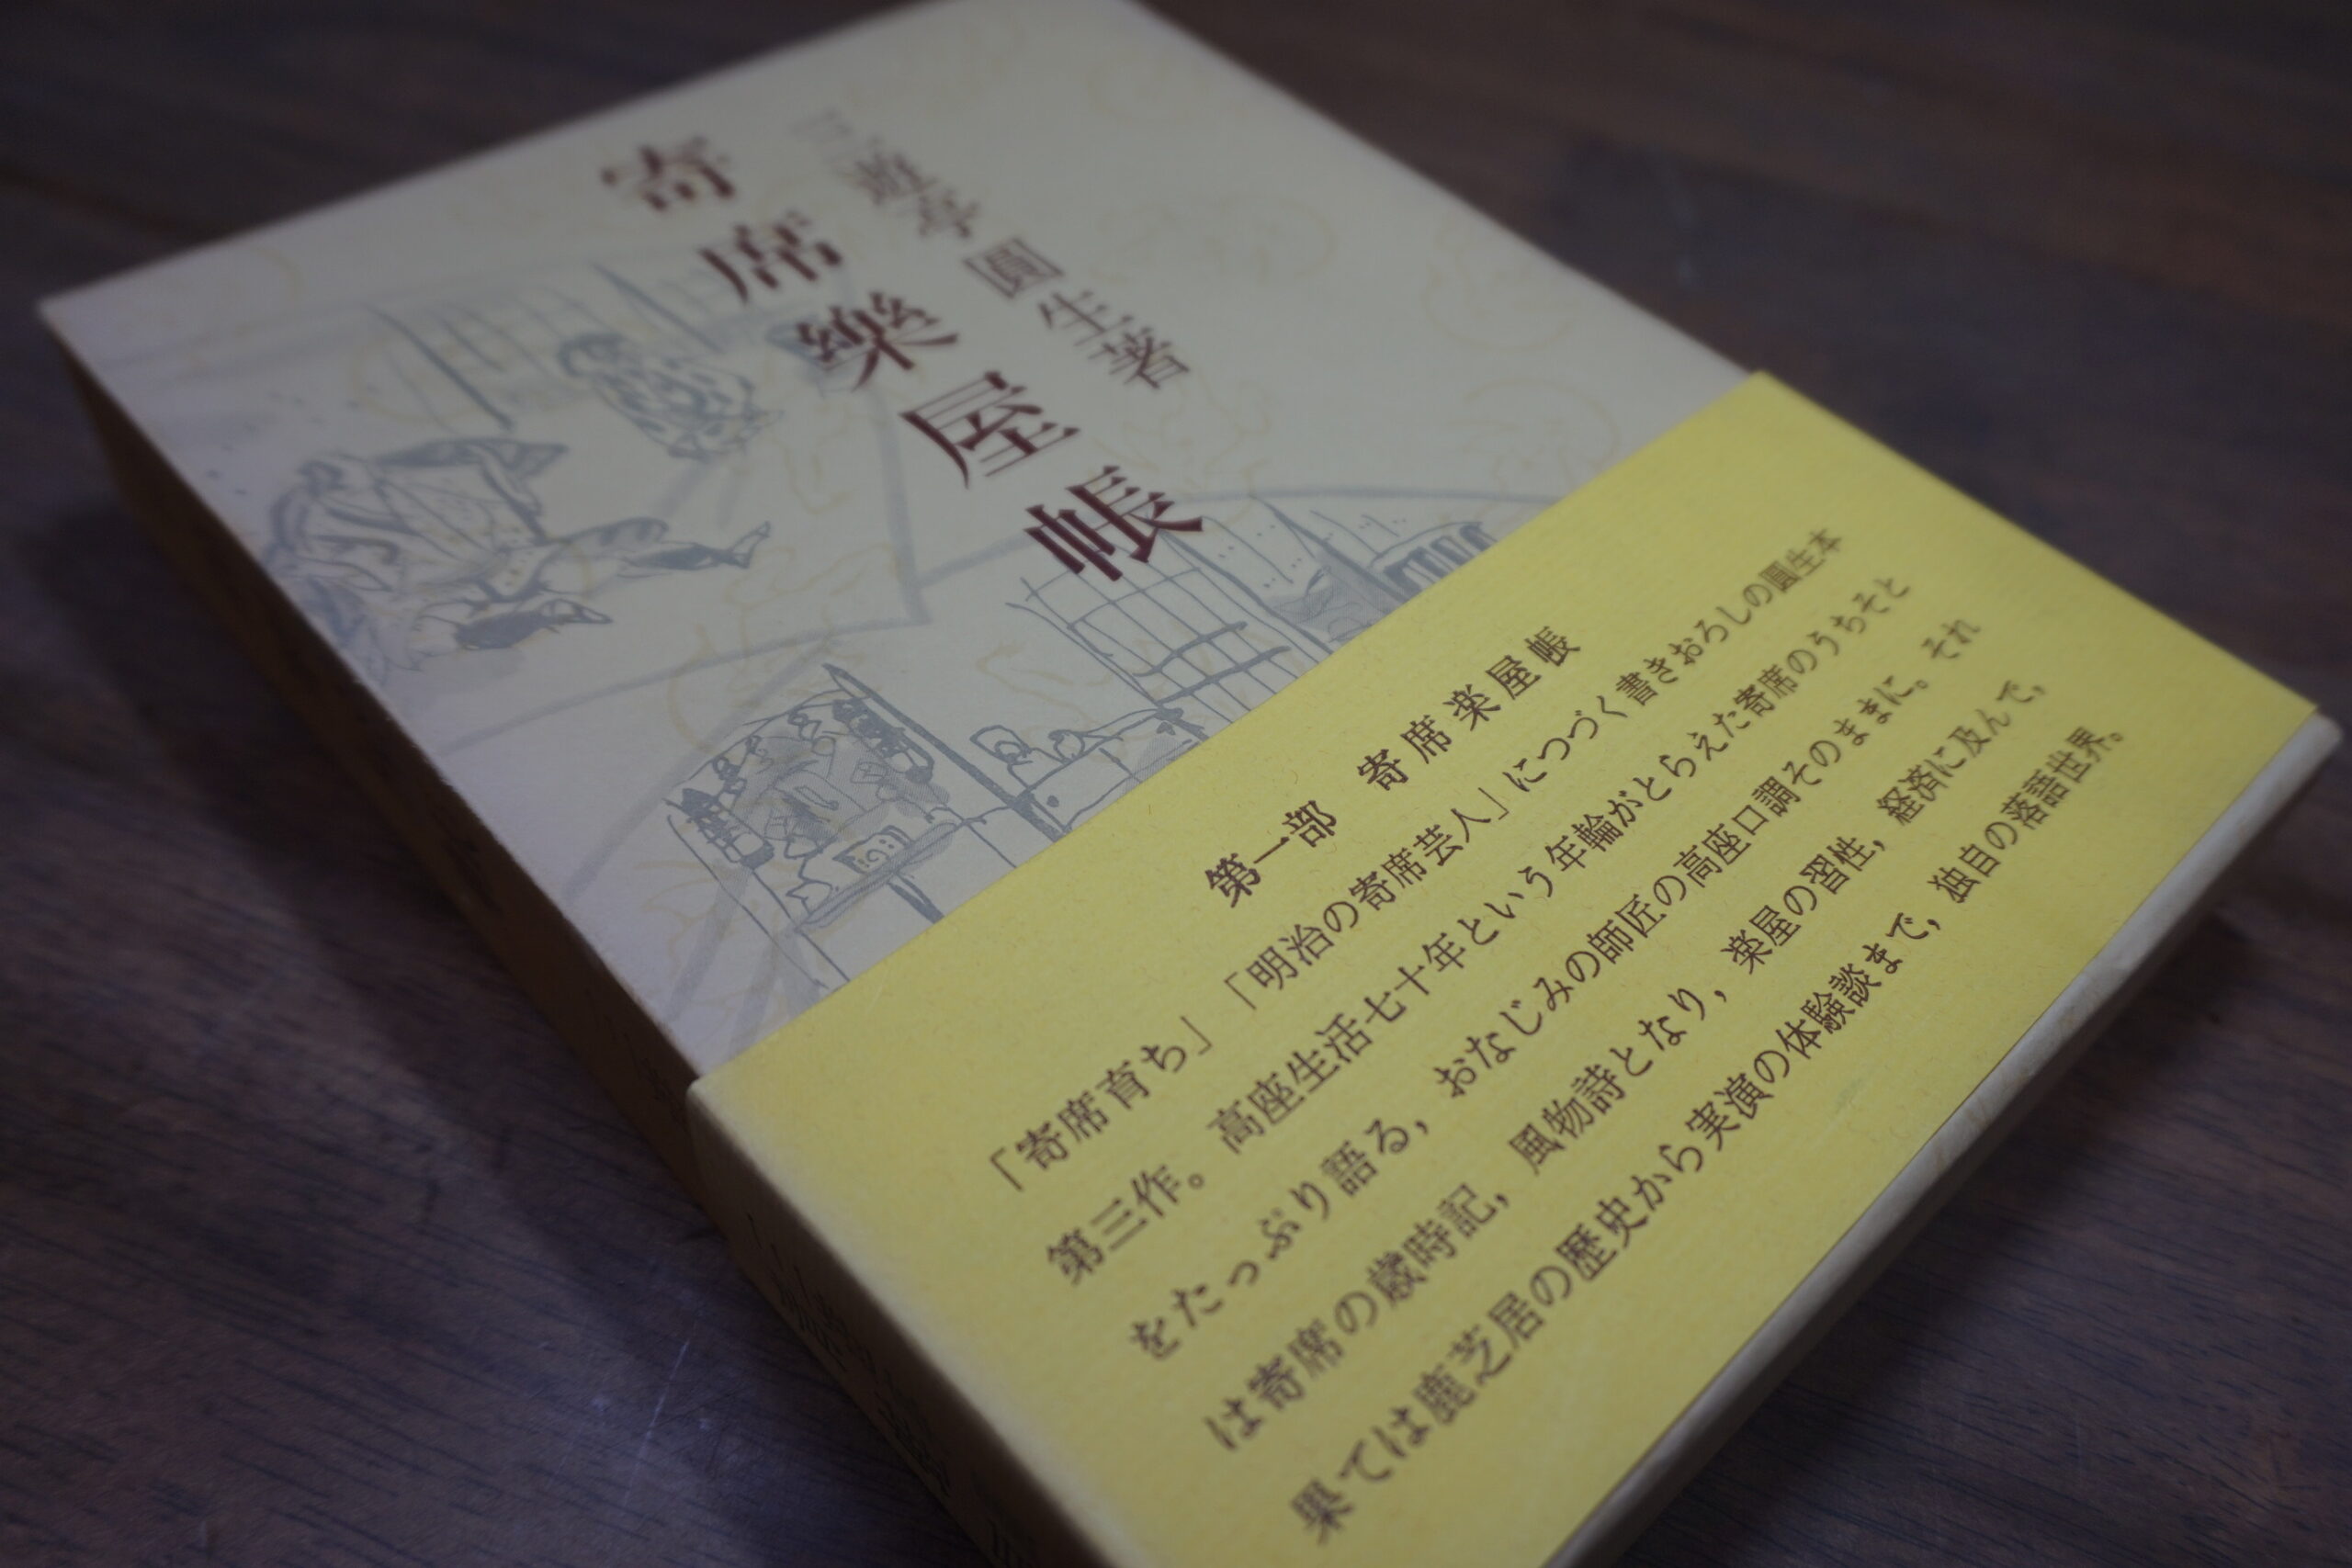 三遊亭圓生著
寄席樂屋帳
第一部　寄席楽屋帳
「寄席育ち」「明治の寄席芸人」につづく書きおろしの圓生本
第三作。高座生活七十年という年輪がとらえた寄席のうちそと
をたっぷり語る，おなじみの師匠の高座口調そのままに。それ
は寄席の歳時記，風物詩となり，楽屋の習性，経済に及んで，
果ては鹿芝居の歴史から実演の体験談まで，独自の落語世界。